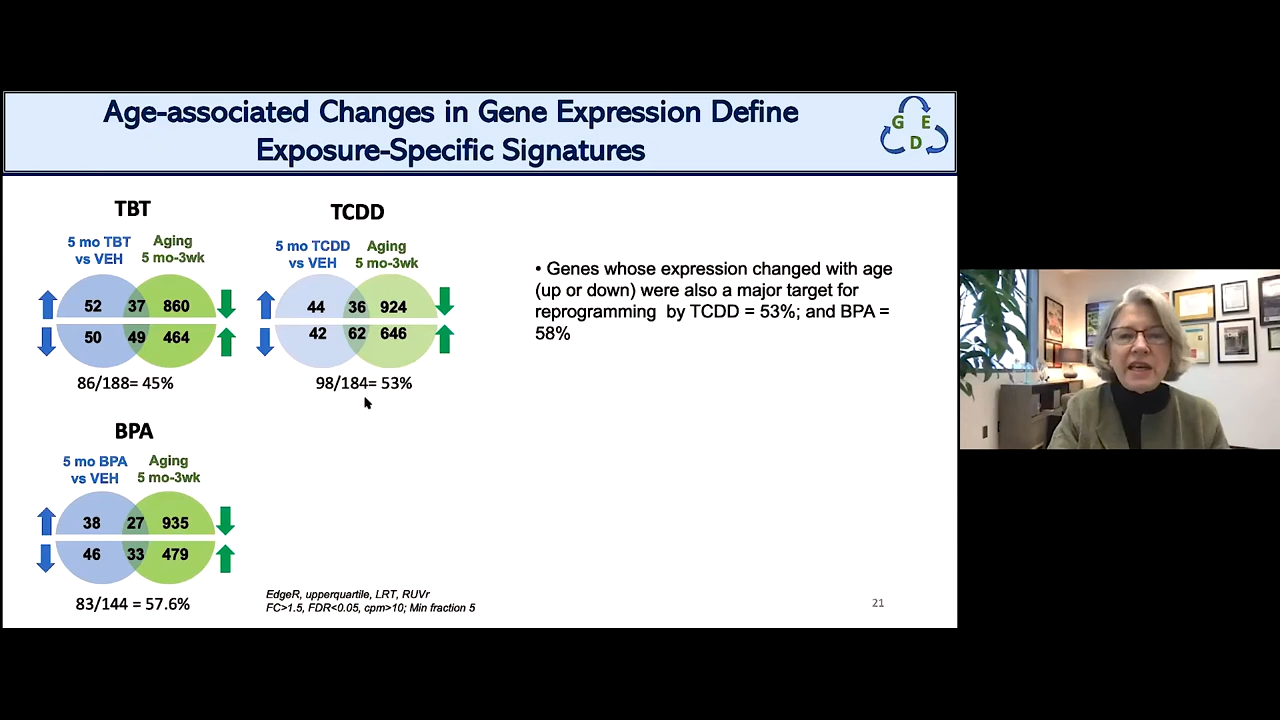 Age-associated Changes in Gene Expression Define
Exposure-Specific Signatures
G E
D
TBT
5 mo TBT
vs VEH
Aging
5 mo-3wk
52 37 860
50 49 464
86/188= 45%
TCDD
5 mo TCDD
vs VEH
Aging
5 mo-3wk
44 36 924
42 62 646
98/184= 53%
BPA
5 mo BPA
vs VEH
Aging
5 mo-3wk
38 27 935
46 33 479
83/144 = 57.6%
• Genes whose expression changed with age
(up or down) were also a major target for
reprogramming by TCDD = 53%; and BPA =
58%
EdgeR, upperquartile, LRT, RUVr
FC>1.5, FDR<0.05, cpm>10; Min fraction 5
21